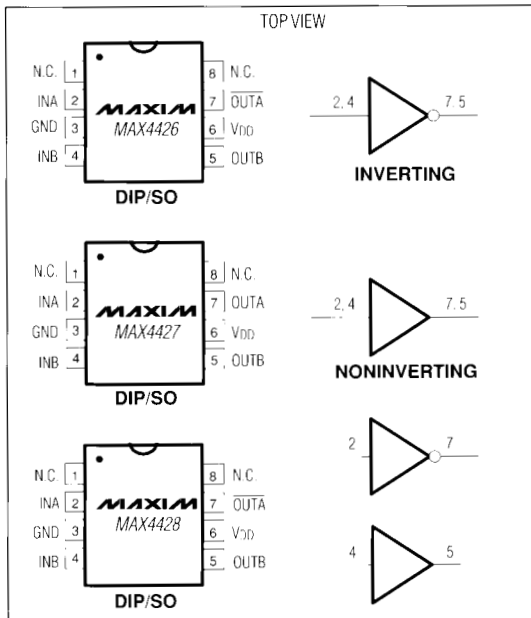 TOP VIEW
N.C. 1 8 N.C.
INA 2 MAXIM 7 O̅U̅T̅A̅
GND 3 MAX4426 6 VDD
INB 4 5 OUTB
DIP/SO
2, 4 7, 5
INVERTING
N.C. 1 8 N.C.
INA 2 MAXIM 7 OUTA
GND 3 MAX4427 6 VDD
INB 4 5 OUTB
DIP/SO
2, 4 7, 5
NONINVERTING
N.C. 1 8 N.C.
INA 2 MAXIM 7 O̅U̅T̅A̅
GND 3 MAX4428 6 VDD
INB 4 5 OUTB
DIP/SO
2 7
4 5